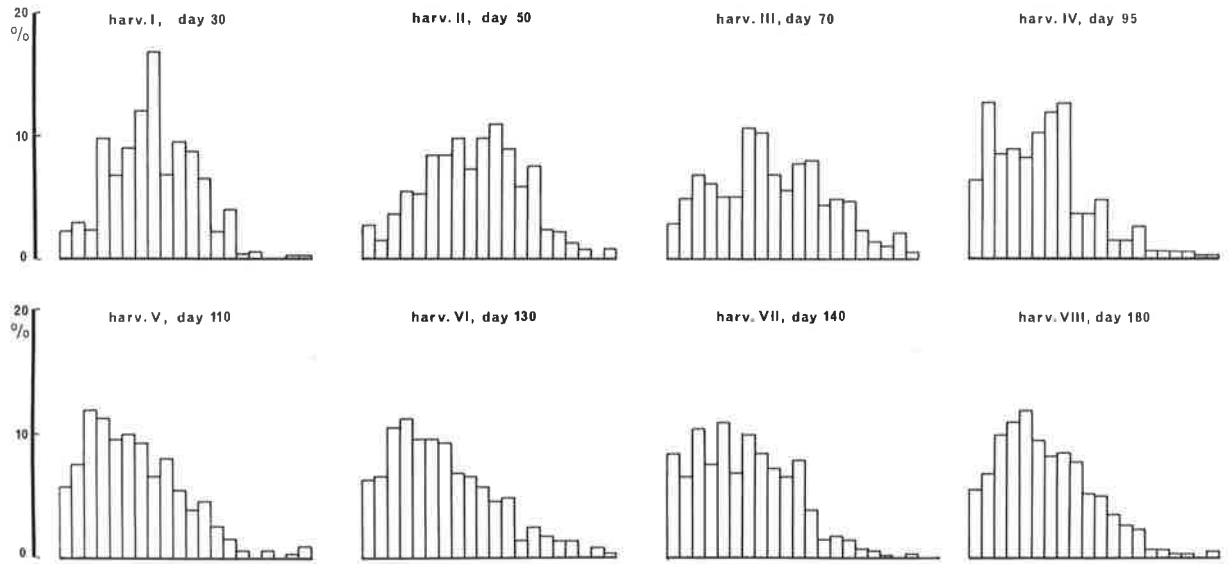 20
%
10
0
harv. I, day 30
harv. II, day 50
harv. III, day 70
harv. IV, day 95
20
%
10
0
harv. V, day 110
harv. VI, day 130
harv. VII, day 140
harv. VIII, day 180